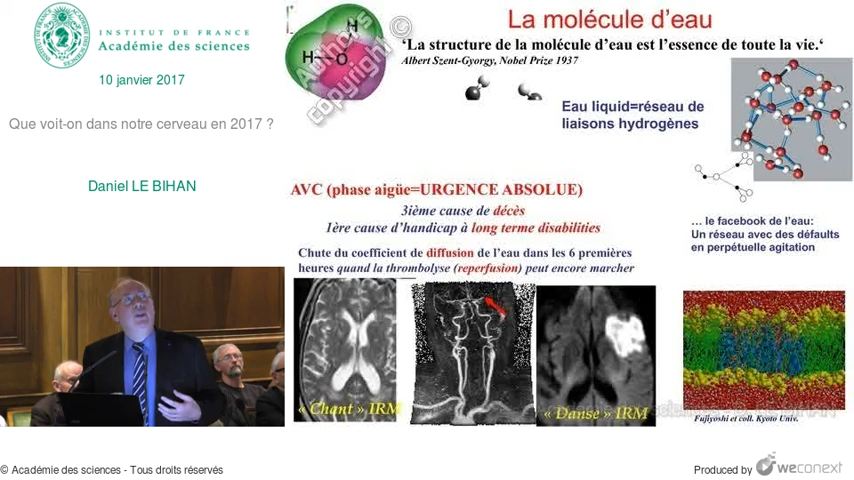 INSTITUT DE FRANCE
Académie des sciences
10 janvier 2017
Que voit-on dans notre cerveau en 2017 ?
Daniel LE BIHAN
La molécule d'eau
'La structure de la molécule d'eau est l'essence de toute la vie.'
Albert Szent-Gyorgy, Nobel Prize 1937
H
O
H
Authors
copyright ©
Eau liquid=réseau de
liaisons hydrogènes
AVC (phase aigüe=URGENCE ABSOLUE)
3ième cause de décès
1ère cause d'handicap à long terme disabilities
Chute du coefficient de diffusion de l'eau dans les 6 premières
heures quand la thrombolyse (reperfusion) peut encore marcher
... le facebook de l'eau:
Un réseau avec des défauts
en perpétuelle agitation
« Chant » IRM
« Danse » IRM
Fujiyoshi et coll. Kyoto Univ.
© Académie des sciences - Tous droits réservés
Produced by weconext